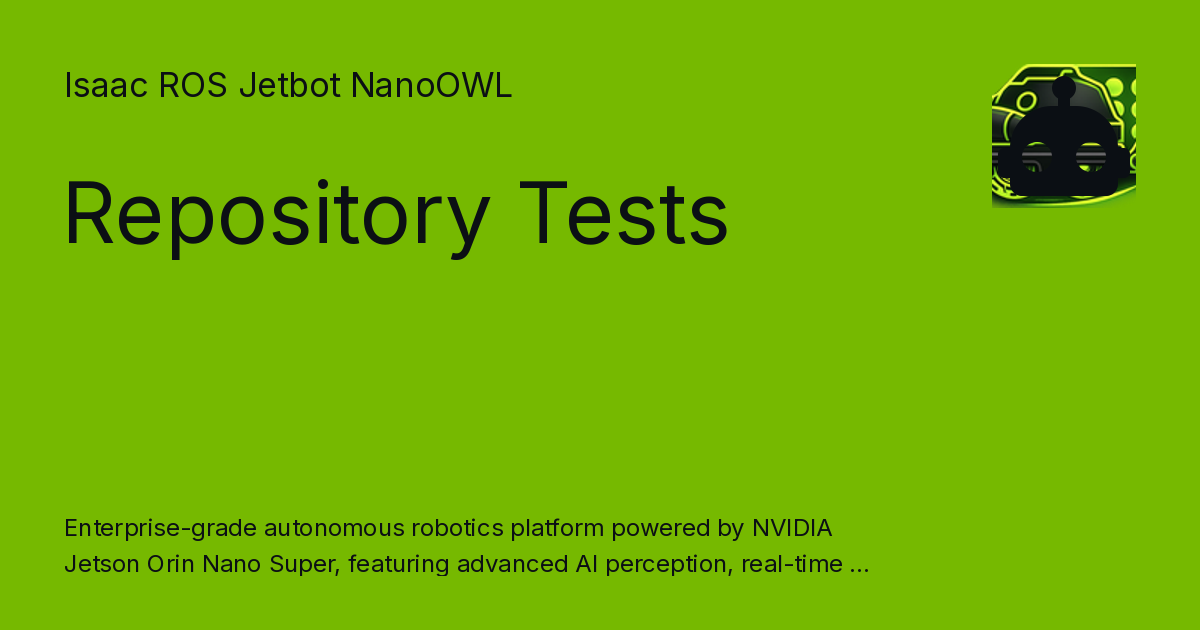 Isaac ROS Jetbot NanoOWL
Repository Tests
Enterprise-grade autonomous robotics platform powered by NVIDIA
Jetson Orin Nano Super, featuring advanced AI perception, real-time ...